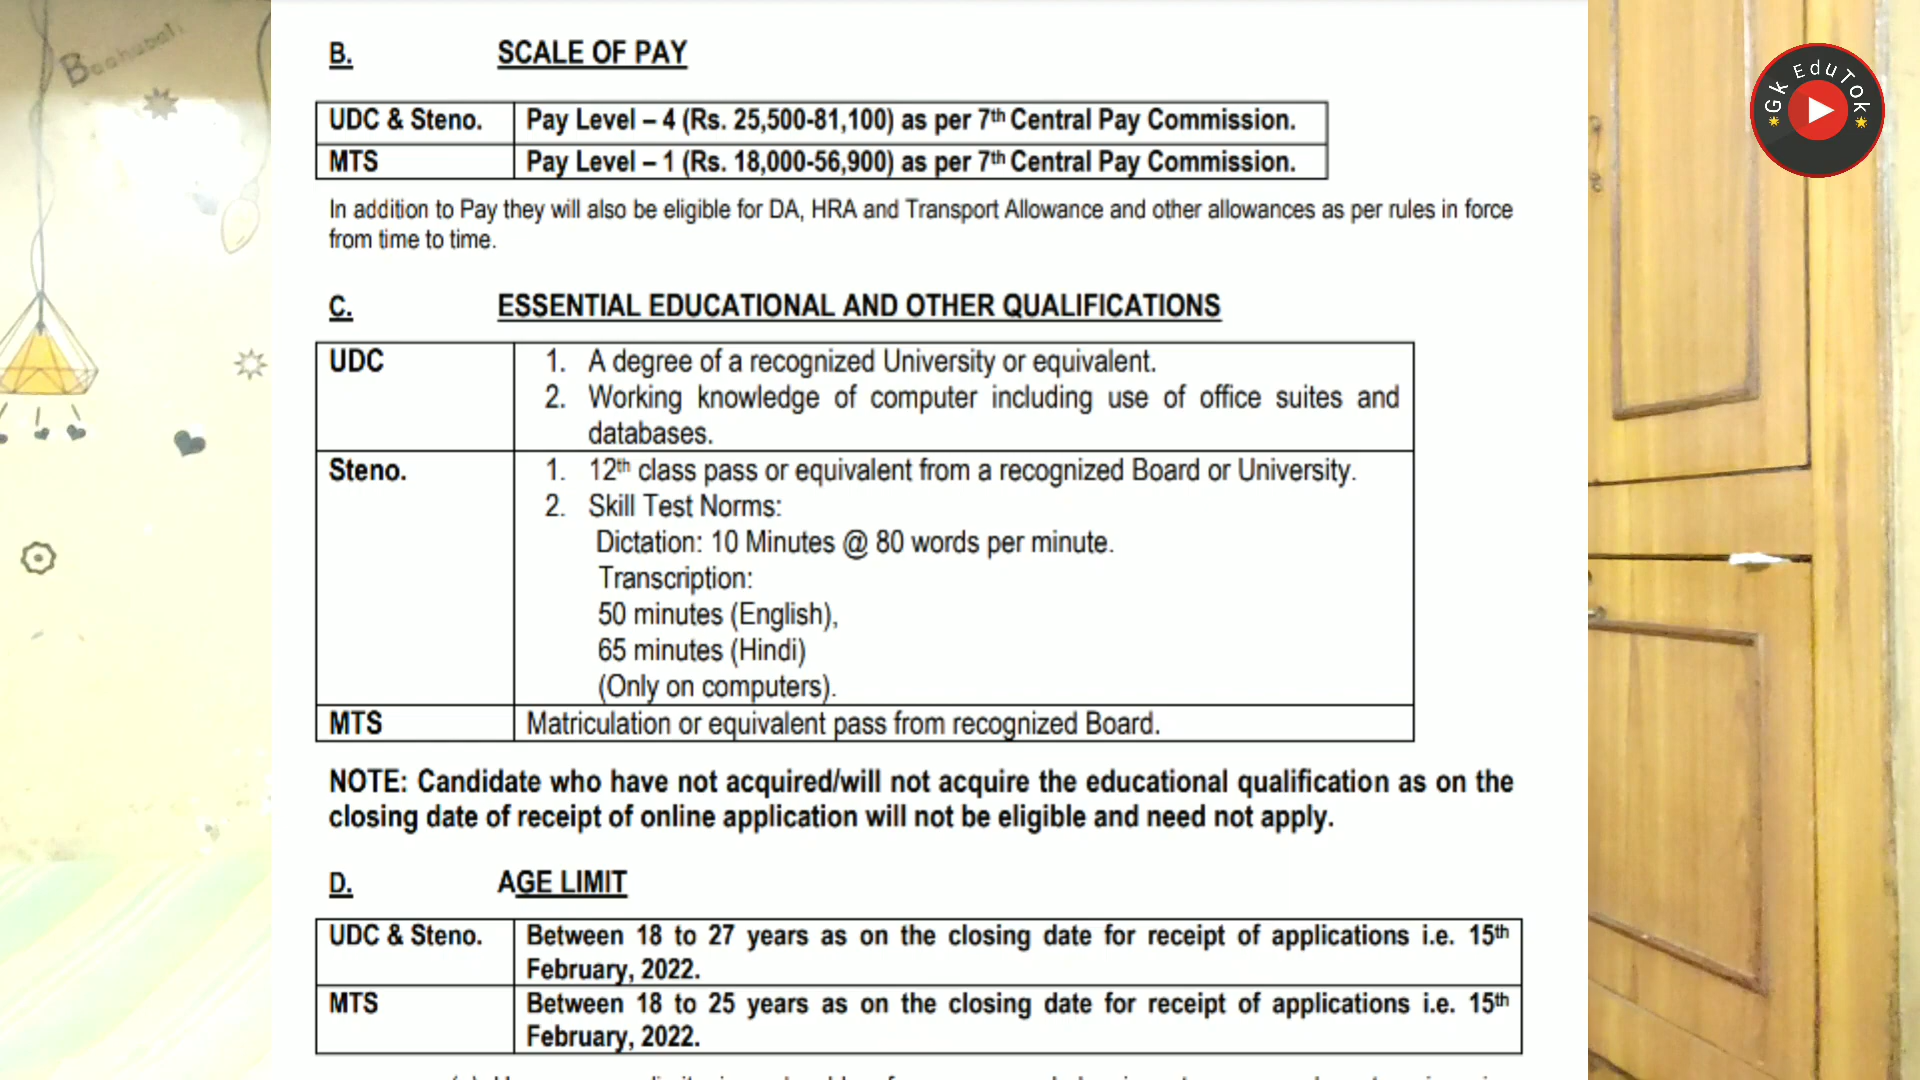 Baahubali
Gk EduTok
B. SCALE OF PAY
UDC & Steno. Pay Level – 4 (Rs. 25,500-81,100) as per 7th Central Pay Commission.
MTS Pay Level – 1 (Rs. 18,000-56,900) as per 7th Central Pay Commission.
In addition to Pay they will also be eligible for DA, HRA and Transport Allowance and other allowances as per rules in force
from time to time.
C. ESSENTIAL EDUCATIONAL AND OTHER QUALIFICATIONS
UDC 1. A degree of a recognized University or equivalent.
2. Working knowledge of computer including use of office suites and
databases.
Steno. 1. 12th class pass or equivalent from a recognized Board or University.
2. Skill Test Norms:
Dictation: 10 Minutes @ 80 words per minute.
Transcription:
50 minutes (English),
65 minutes (Hindi)
(Only on computers).
MTS Matriculation or equivalent pass from recognized Board.
NOTE: Candidate who have not acquired/will not acquire the educational qualification as on the
closing date of receipt of online application will not be eligible and need not apply.
D. AGE LIMIT
UDC & Steno. Between 18 to 27 years as on the closing date for receipt of applications i.e. 15th
February, 2022.
MTS Between 18 to 25 years as on the closing date for receipt of applications i.e. 15th
February, 2022.